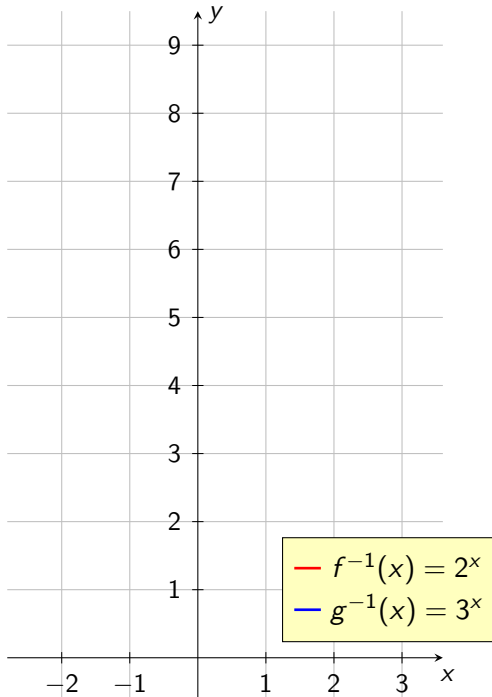 y
9
8
7
6
5
4
3
2
1
f⁻¹(x) = 2ˣ
g⁻¹(x) = 3ˣ
x
−2 −1 1 2 3